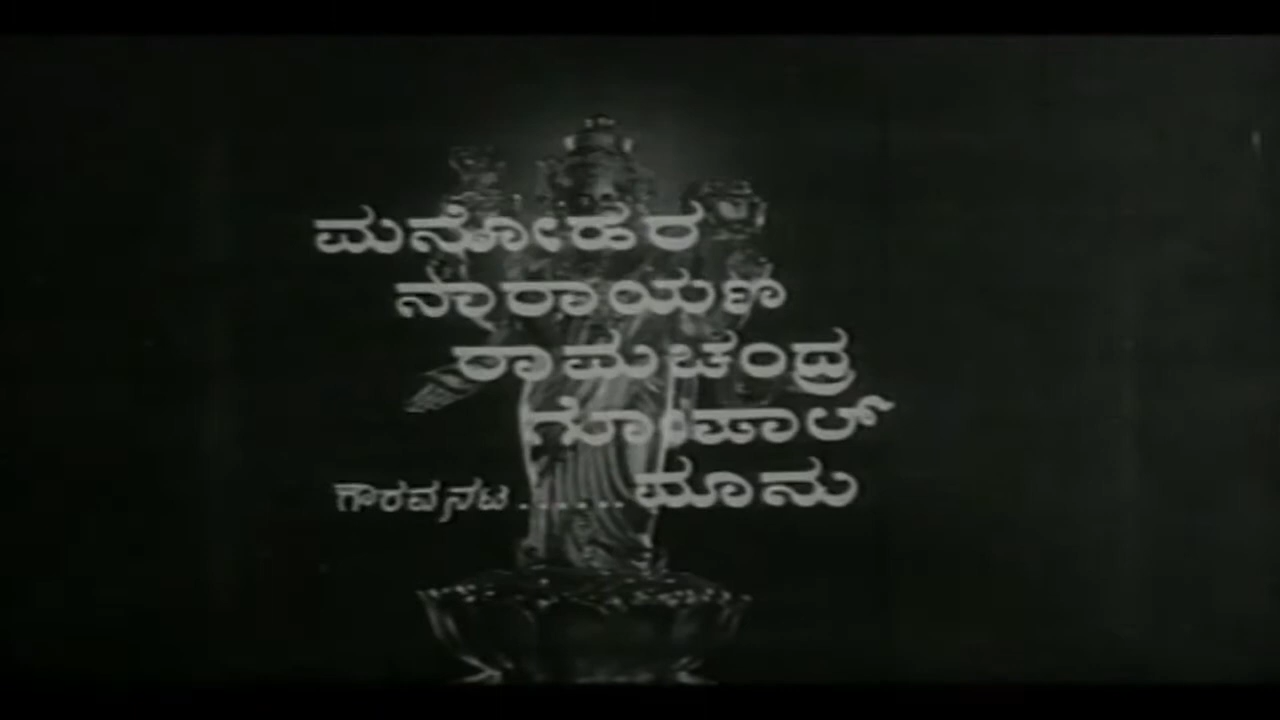 ಮನೋಹರ
ನಾರಾಯಣ
ರಾಮಚಂದ್ರ
ಗೋಪಾಲ್
ಗೌರವನಟ....... ಮಾನು